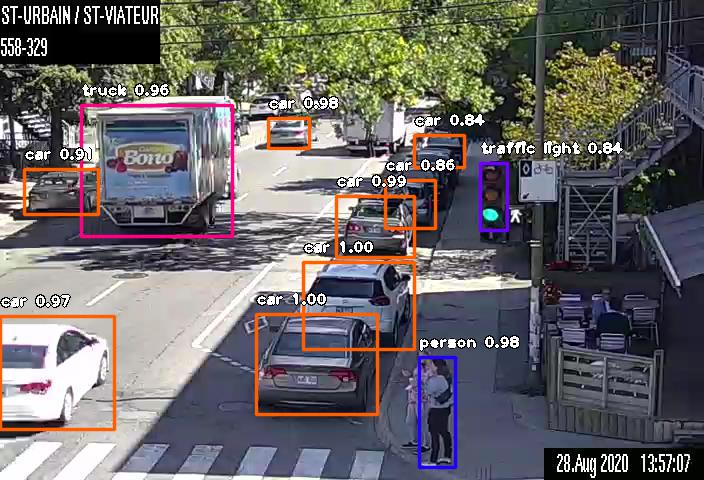 ST-URBAIN / ST-VIATEUR
558-329
truck 0.96
car 0.98
car 0.84
traffic light 0.84
car 0.91
car 0.86
car 0.99
Bono
car 1.00
car 0.97
car 1.00
person 0.98
28.Aug 2020 13:57:07